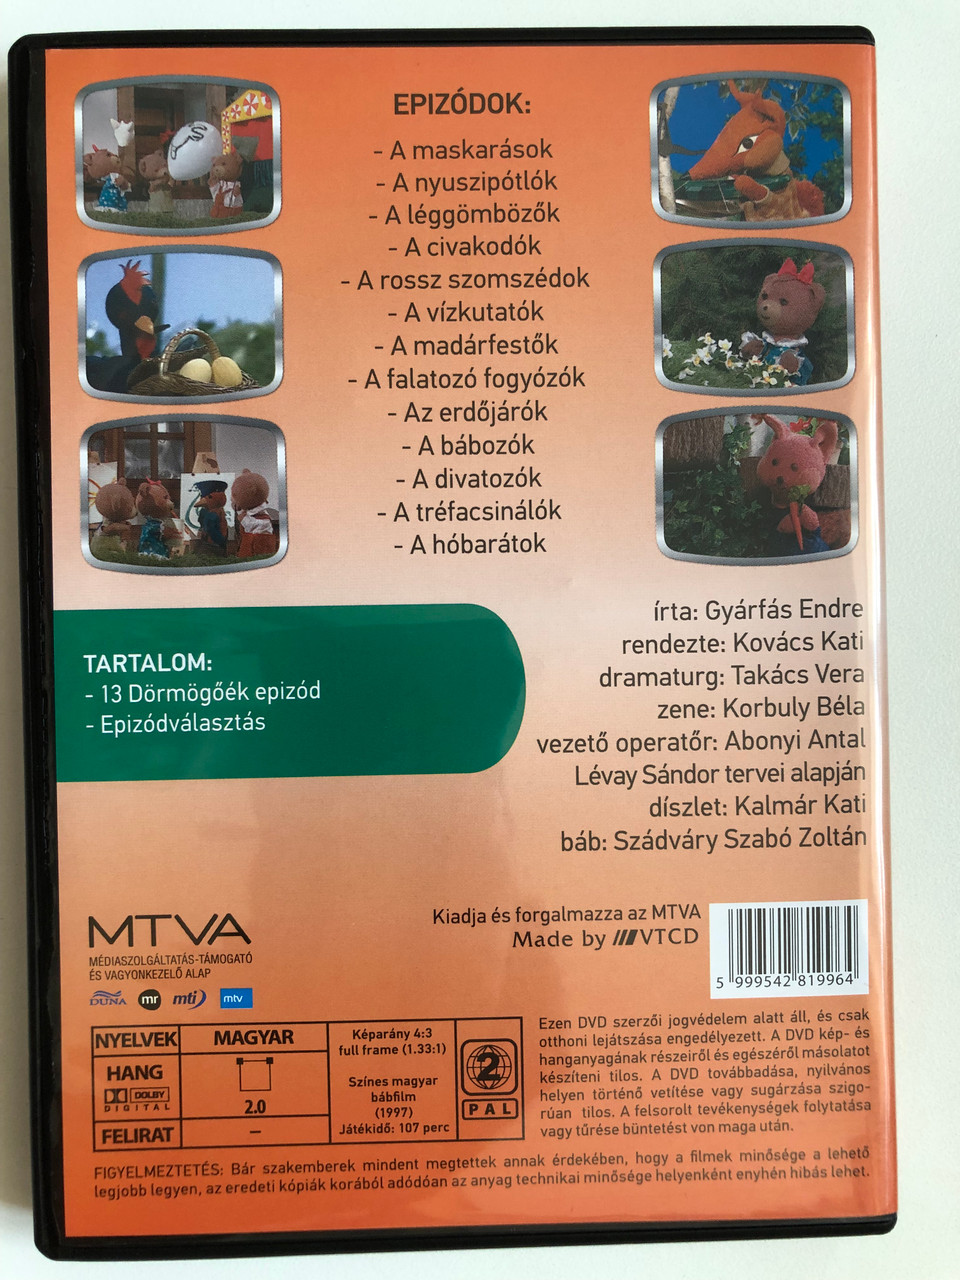 EPIZÓDOK:
- A maskarások
- A nyuszipótlók
- A léggömbözők
- A civakodók
- A rossz szomszédok
- A vízkutatók
- A madárfestők
- A falatozó fogyózók
- Az erdőjárók
- A bábozók
- A divatozók
- A tréfacsinálók
- A hóbarátok
TARTALOM:
- 13 Dörmögőék epizód
- Epizódválasztás
írta: Gyárfás Endre
rendezte: Kovács Kati
dramaturg: Takács Vera
zene: Korbuly Béla
vezető operatőr: Abonyi Antal
Lévay Sándor tervei alapján
díszlet: Kalmár Kati
báb: Szádváry Szabó Zoltán
MTVA
MÉDIASZOLGÁLTATÁS-TÁMOGATÓ
ÉS VAGYONKEZELŐ ALAP
DUNA mr mti mtv
Kiadja és forgalmazza az MTVA
Made by VTCD
5 999542 819964
NYELVEK MAGYAR
HANG
DOLBY
DIGITAL
2.0
FELIRAT –
Képarány 4:3
full frame (1.33:1)
Színes magyar
bábfilm
(1997)
Játékidő: 107 perc
2
PAL
Ezen DVD szerzői jogvédelem alatt áll, és csak
otthoni lejátszása engedélyezett. A DVD kép- és
hanganyagának részeiről és egészéről másolatot
készíteni tilos. A DVD továbbadása, nyilvános
helyen történő vetítése vagy sugárzása szigo-
rúan tilos. A felsorolt tevékenységek folytatása
vagy tűrése büntetést von maga után.
FIGYELMEZTETÉS: Bár szakemberek mindent megtettek annak érdekében, hogy a filmek minősége a lehető
legjobb legyen, az eredeti kópiák korából adódóan az anyag technikai minősége helyenként enyhén hibás lehet.